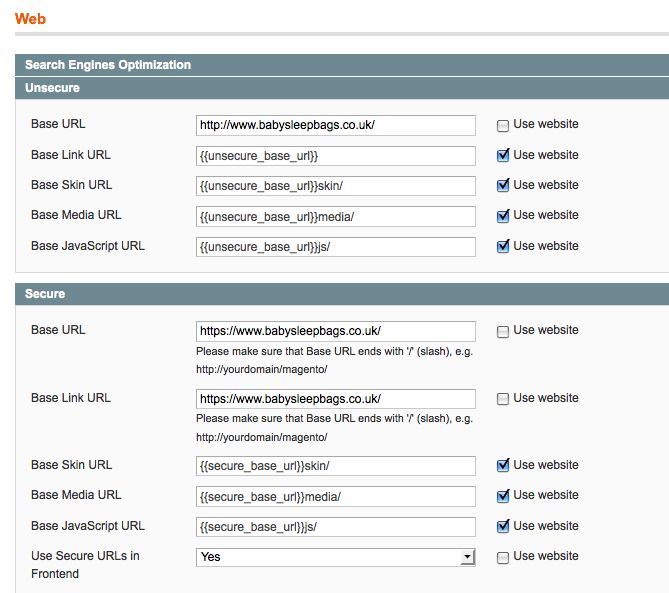 Web
Search Engines Optimization
Unsecure
Base URL http://www.babysleepbags.co.uk/ Use website
Base Link URL {{unsecure_base_url}} Use website
Base Skin URL {{unsecure_base_url}}skin/ Use website
Base Media URL {{unsecure_base_url}}media/ Use website
Base JavaScript URL {{unsecure_base_url}}js/ Use website
Secure
Base URL https://www.babysleepbags.co.uk/ Use website
Please make sure that Base URL ends with '/' (slash), e.g.
http://yourdomain/magento/
Base Link URL https://www.babysleepbags.co.uk/ Use website
Please make sure that Base URL ends with '/' (slash), e.g.
http://yourdomain/magento/
Base Skin URL {{secure_base_url}}skin/ Use website
Base Media URL {{secure_base_url}}media/ Use website
Base JavaScript URL {{secure_base_url}}js/ Use website
Use Secure URLs in Yes Use website
Frontend